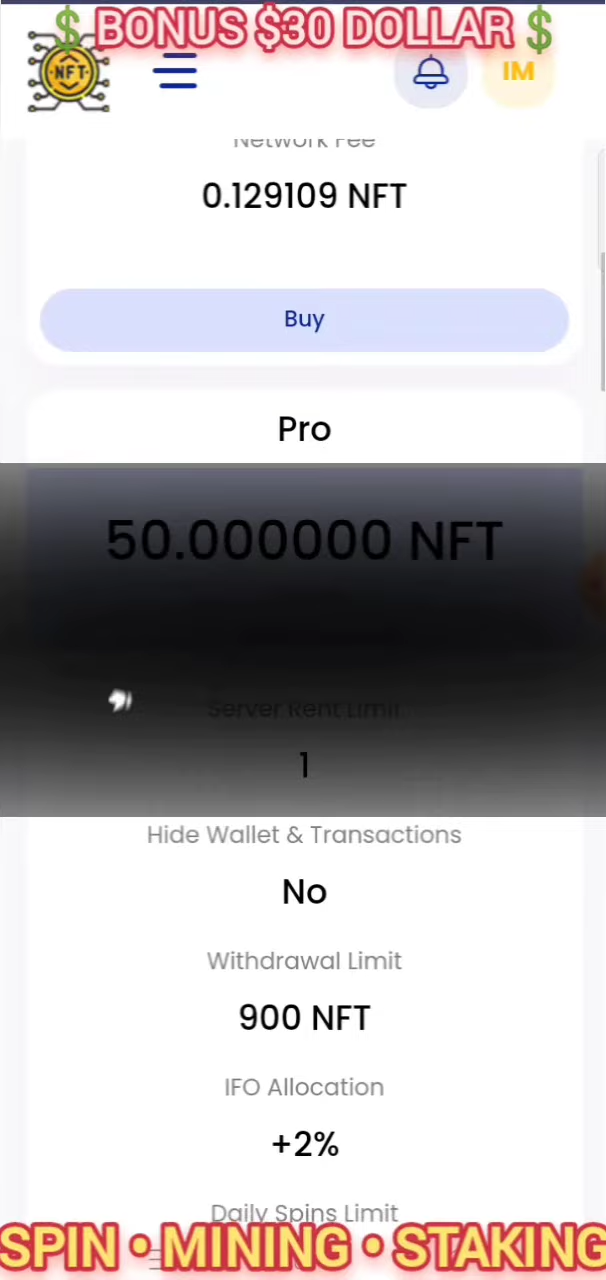 $ BONUS $30 DOLLAR $
NFT
IM
Network Fee
0.129109 NFT
Buy
Pro
50.000000 NFT
Server Rent Limit
1
Hide Wallet & Transactions
No
Withdrawal Limit
900 NFT
IFO Allocation
+2%
Daily Spins Limit
SPIN • MINING • STAKING